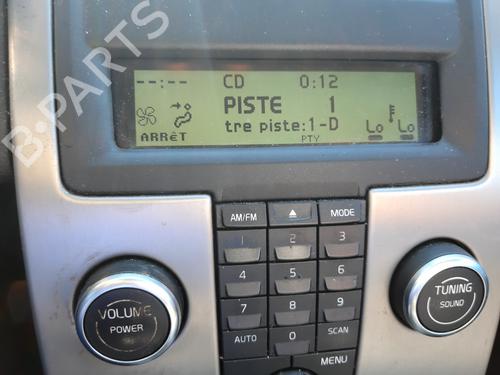 B-PARTS
--:-- CD 0:12
PISTE 1
tre piste:1-D
ARRêT PTY Lo Lo
AM/FM MODE
1 2 3
4 5 6
7 8 9
AUTO 0 SCAN
MENU
VOLUME
POWER
TUNING
SOUND